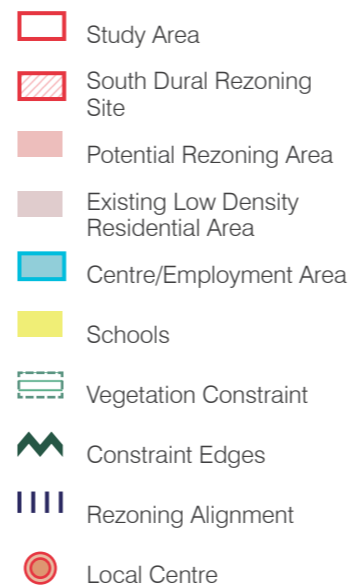 Study Area
South Dural Rezoning
Site
Potential Rezoning Area
Existing Low Density
Residential Area
Centre/Employment Area
Schools
Vegetation Constraint
Constraint Edges
Rezoning Alignment
Local Centre